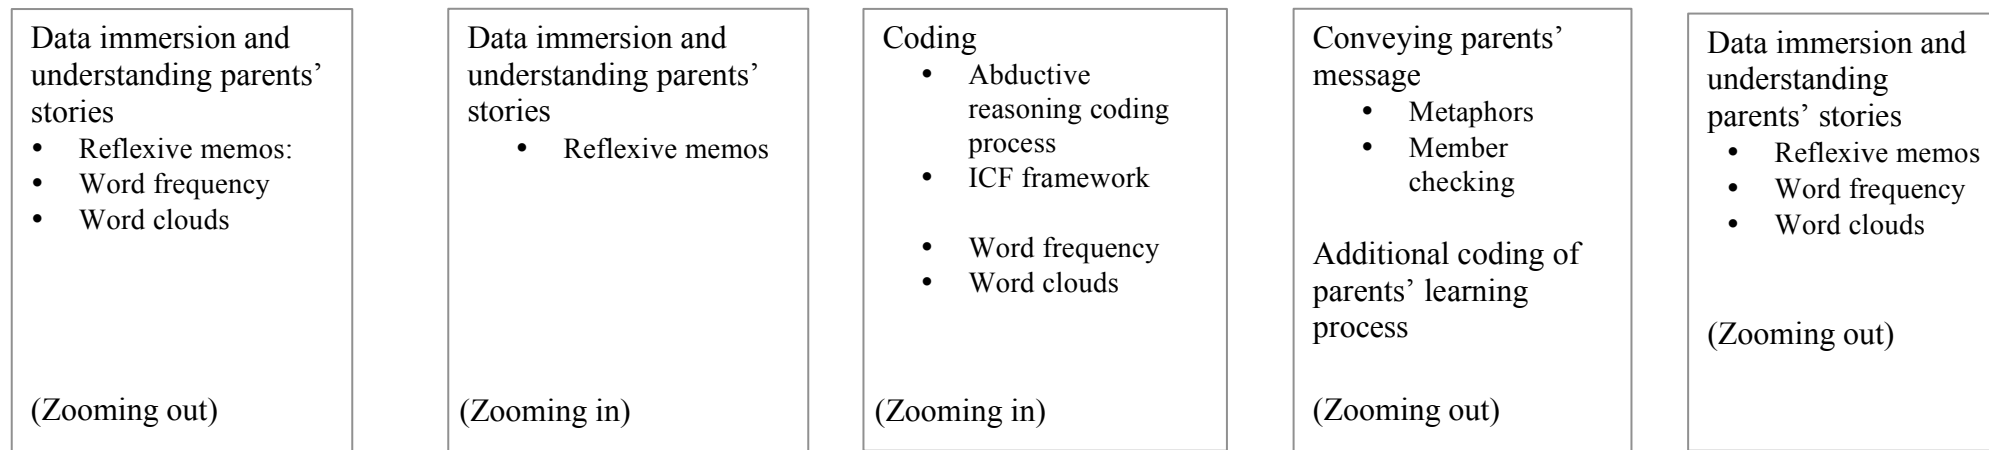 Data immersion and
understanding parents’
stories
• Reflexive memos:
• Word frequency
• Word clouds
(Zooming out)
Data immersion and
understanding parents’
stories
• Reflexive memos
(Zooming in)
Coding
• Abductive
reasoning coding
process
• ICF framework
• Word frequency
• Word clouds
(Zooming in)
Conveying parents’
message
• Metaphors
• Member
checking
Additional coding of
parents’ learning
process
(Zooming out)
Data immersion and
understanding
parents’ stories
• Reflexive memos
• Word frequency
• Word clouds
(Zooming out)